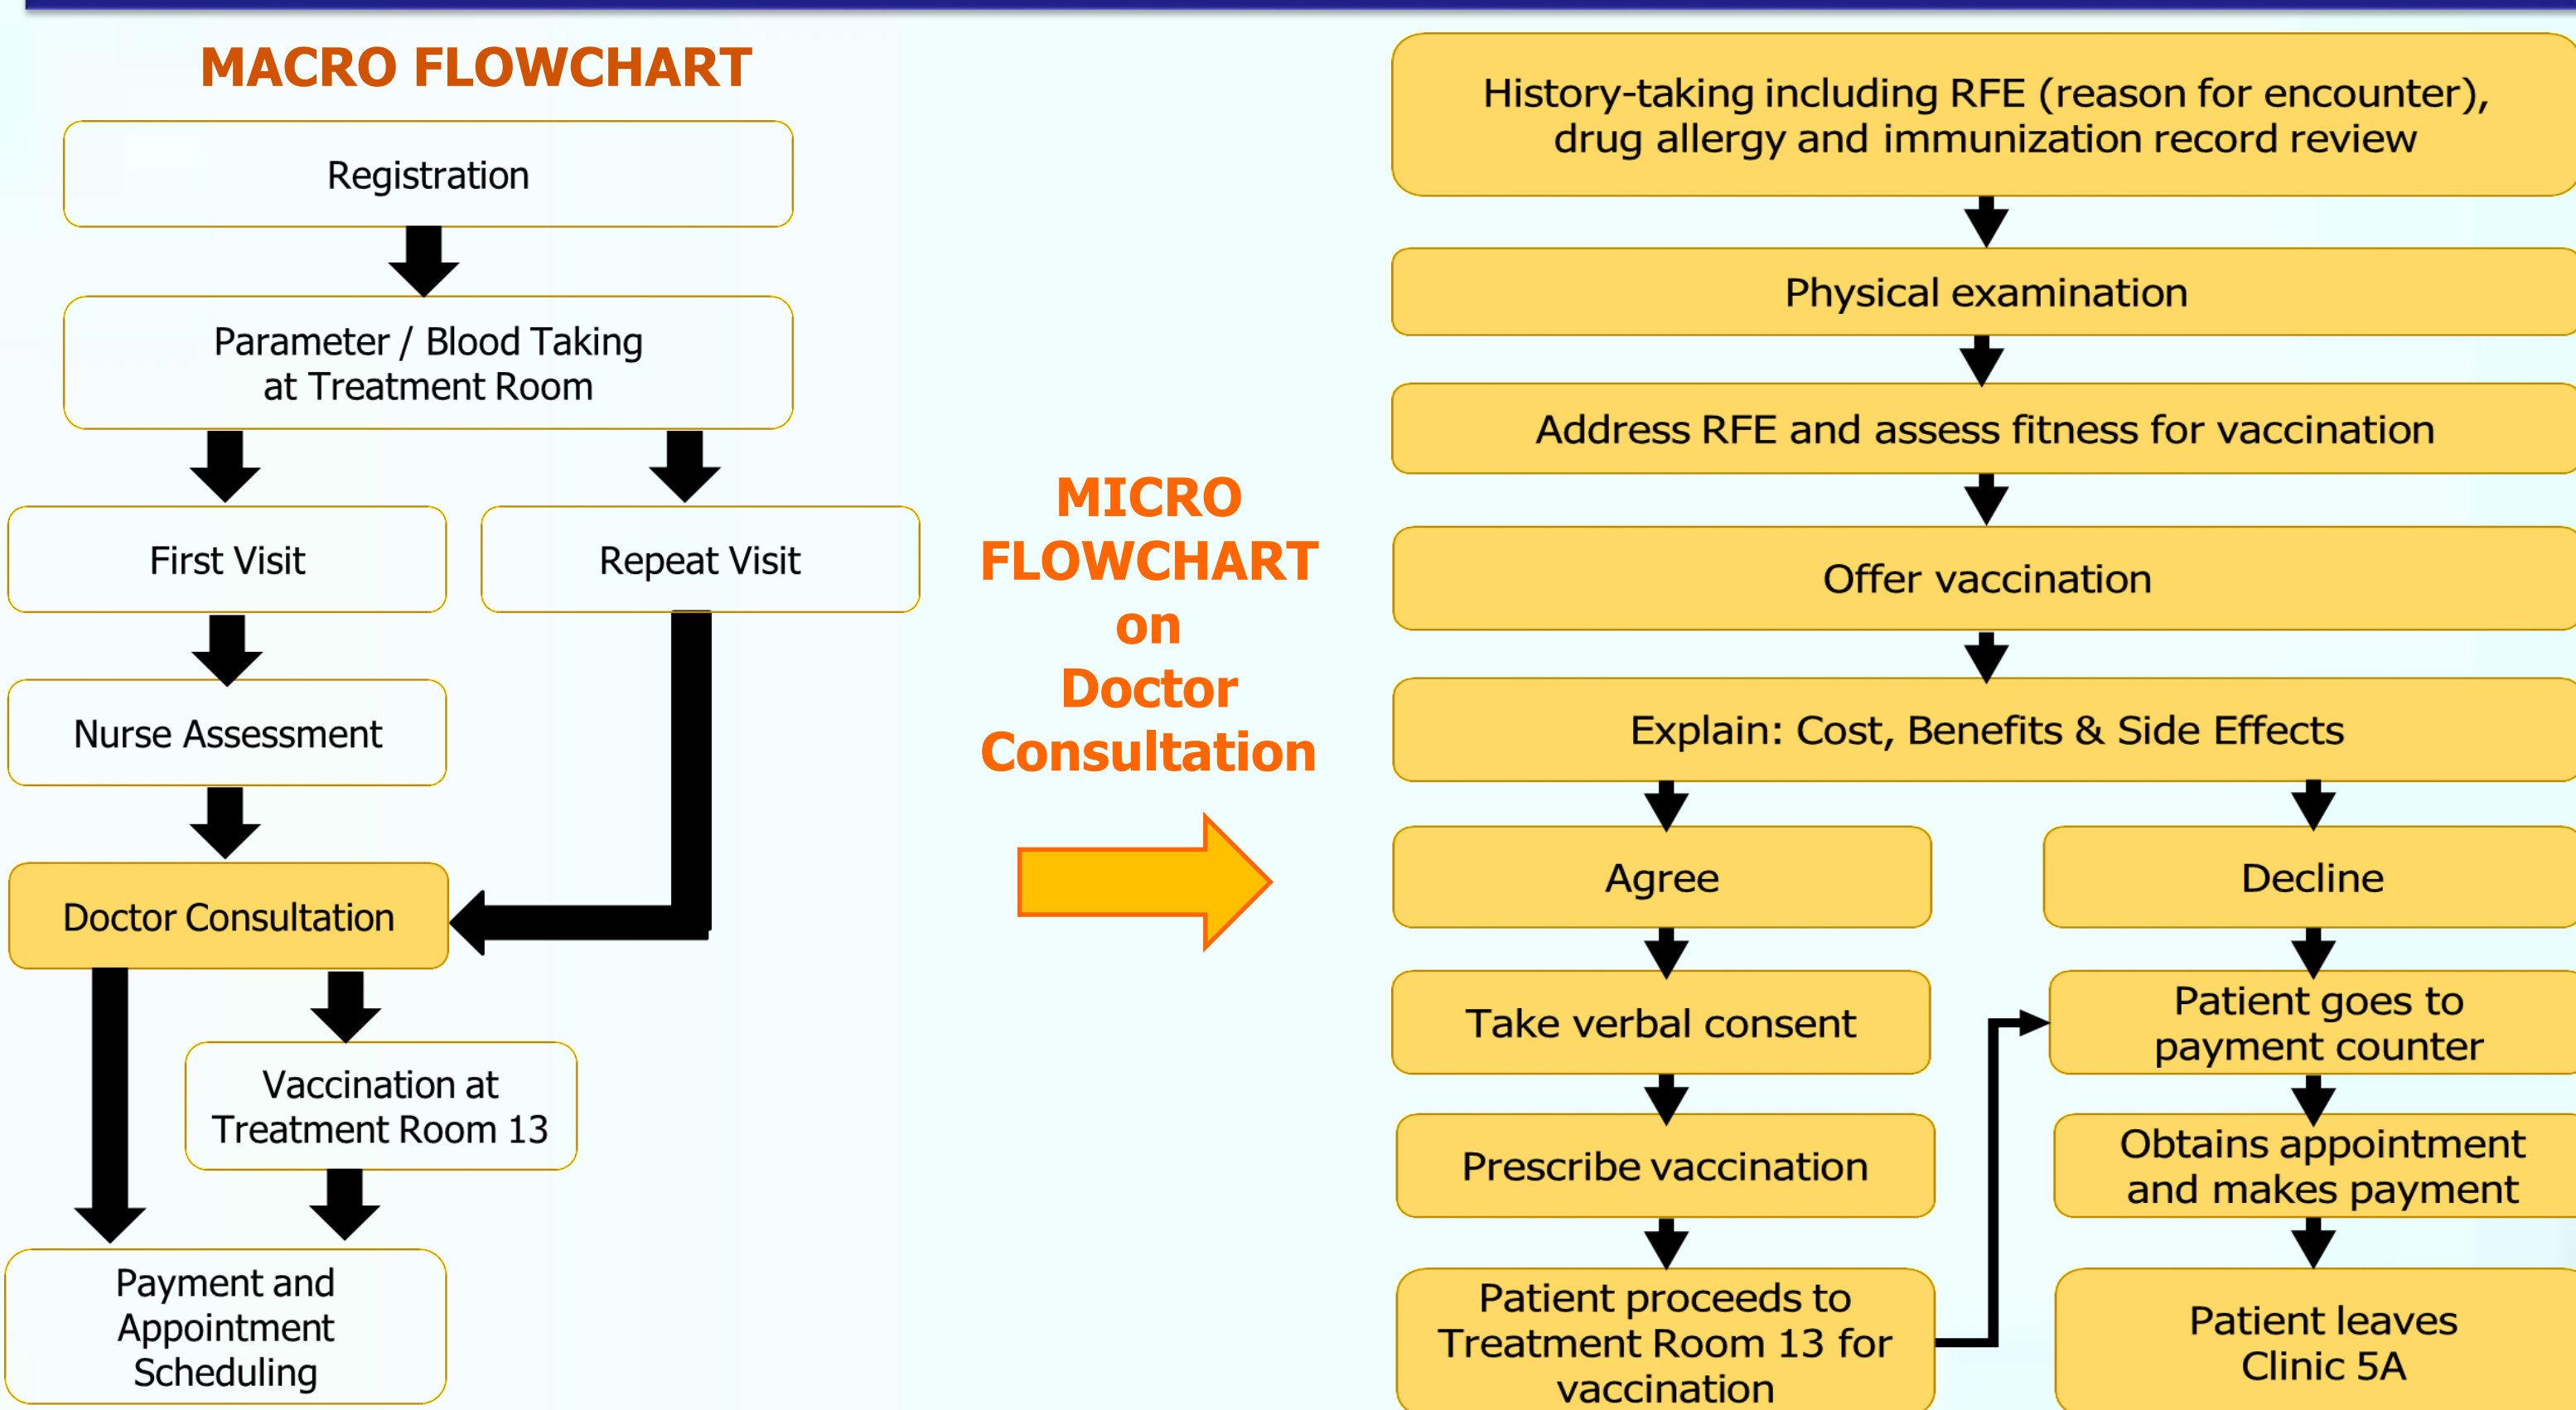 MACRO FLOWCHART
Registration
Parameter / Blood Taking
at Treatment Room
First Visit
Repeat Visit
Nurse Assessment
Doctor Consultation
Vaccination at
Treatment Room 13
Payment and
Appointment
Scheduling
MICRO
FLOWCHART
on
Doctor
Consultation
History-taking including RFE (reason for encounter),
drug allergy and immunization record review
Physical examination
Address RFE and assess fitness for vaccination
Offer vaccination
Explain: Cost, Benefits & Side Effects
Agree
Take verbal consent
Prescribe vaccination
Patient proceeds to
Treatment Room 13 for
vaccination
Decline
Patient goes to
payment counter
Obtains appointment
and makes payment
Patient leaves
Clinic 5A